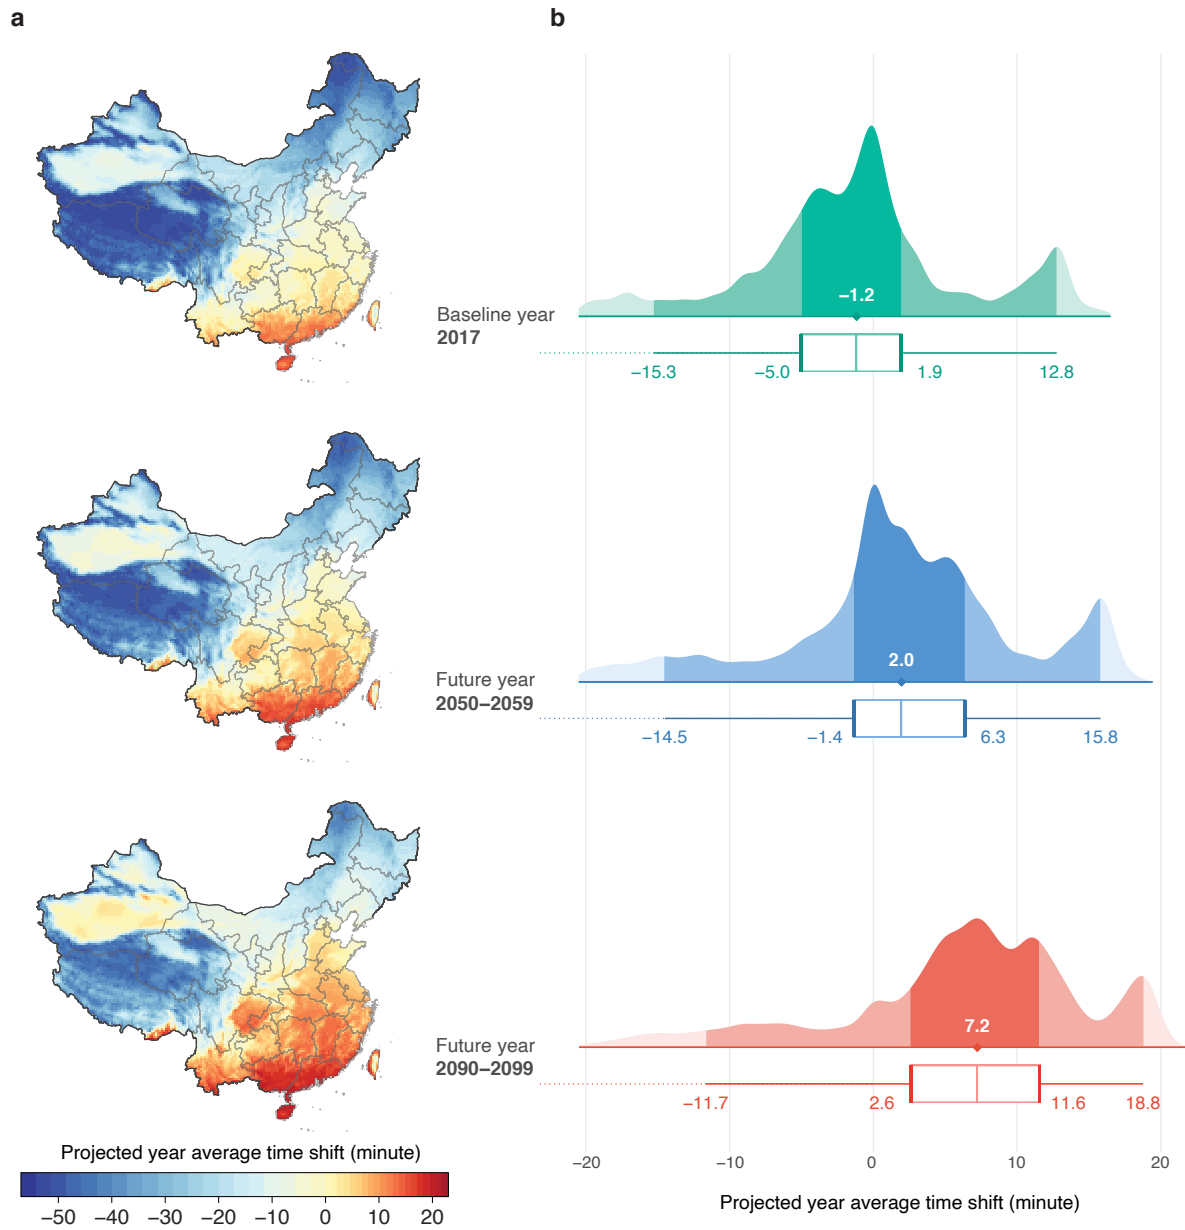 a
b
Baseline year
2017
−1.2
−15.3
−5.0
1.9
12.8
Future year
2050−2059
2.0
−14.5
−1.4
6.3
15.8
Future year
2090−2099
7.2
−11.7
2.6
11.6
18.8
Projected year average time shift (minute)
−50 −40 −30 −20 −10 0 10 20
−20 −10 0 10 20
Projected year average time shift (minute)